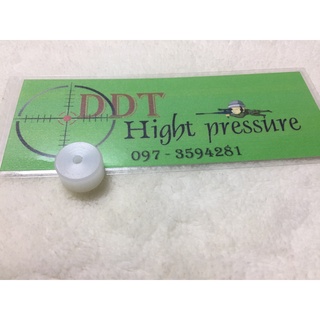 DDT
Hight pressure
097 - 3594281